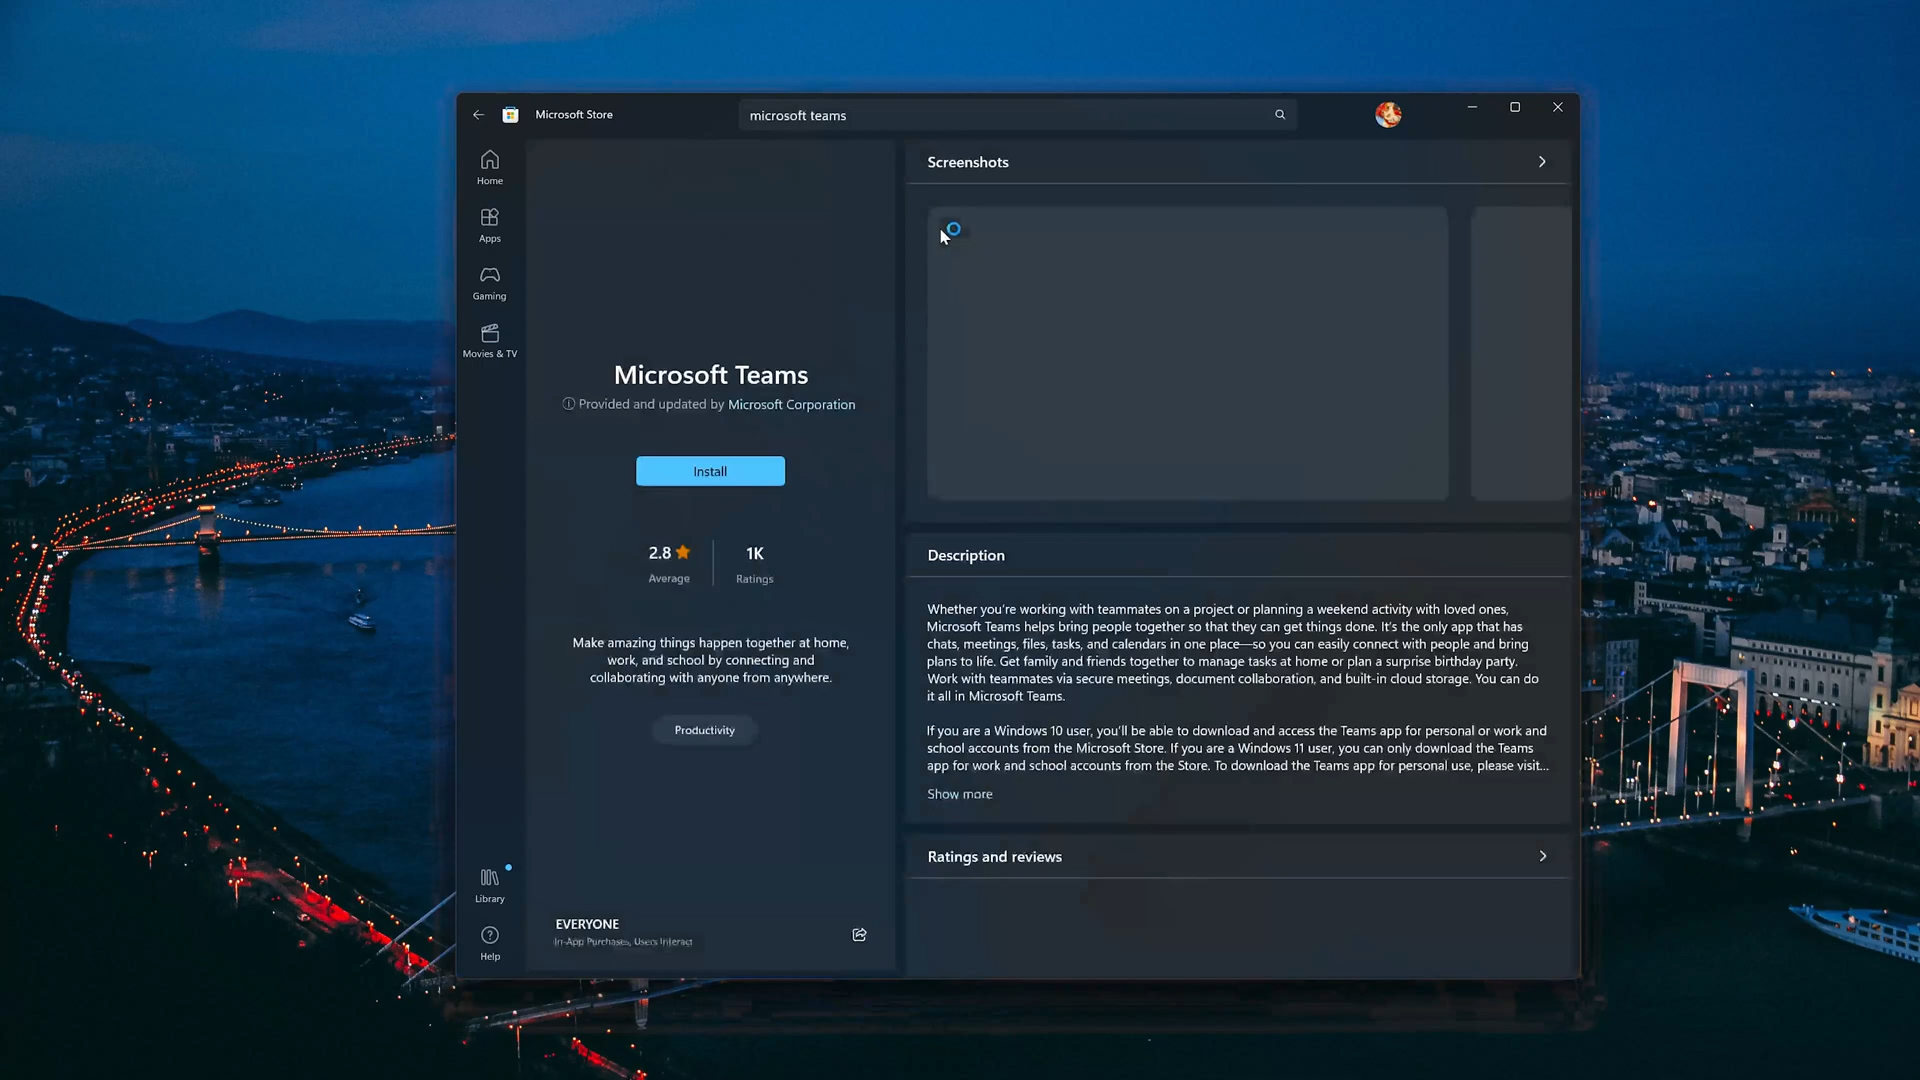 Microsoft Store
microsoft teams
Home
Apps
Gaming
Movies & TV
Library
Help
Microsoft Teams
Provided and updated by Microsoft Corporation
Install
2.8
Average
1K
Ratings
Make amazing things happen together at home,
work, and school by connecting and
collaborating with anyone from anywhere.
Productivity
EVERYONE
In-App Purchases, Users Interact
Screenshots
Description
Whether you're working with teammates on a project or planning a weekend activity with loved ones,
Microsoft Teams helps bring people together so that they can get things done. It's the only app that has
chats, meetings, files, tasks, and calendars in one place—so you can easily connect with people and bring
plans to life. Get family and friends together to manage tasks at home or plan a surprise birthday party.
Work with teammates via secure meetings, document collaboration, and built-in cloud storage. You can do
it all in Microsoft Teams.
If you are a Windows 10 user, you'll be able to download and access the Teams app for personal or work and
school accounts from the Microsoft Store. If you are a Windows 11 user, you can only download the Teams
app for work and school accounts from the Store. To download the Teams app for personal use, please visit...
Show more
Ratings and reviews